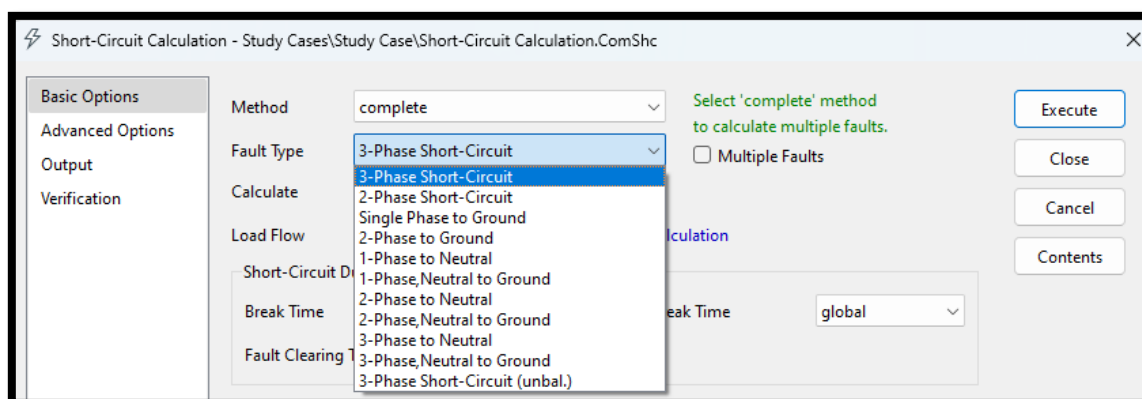 Short-Circuit Calculation - Study Cases\Study Case\Short-Circuit Calculation.ComShc
Basic Options
Advanced Options
Output
Verification
Method
complete
Select 'complete' method
to calculate multiple faults.
Fault Type
3-Phase Short-Circuit
Multiple Faults
3-Phase Short-Circuit
2-Phase Short-Circuit
Single Phase to Ground
2-Phase to Ground
1-Phase to Neutral
1-Phase,Neutral to Ground
2-Phase to Neutral
2-Phase,Neutral to Ground
3-Phase to Neutral
3-Phase,Neutral to Ground
3-Phase Short-Circuit (unbal.)
Calculate
Load Flow
lculation
Short-Circuit D
Break Time
eak Time
global
Fault Clearing T
Execute
Close
Cancel
Contents